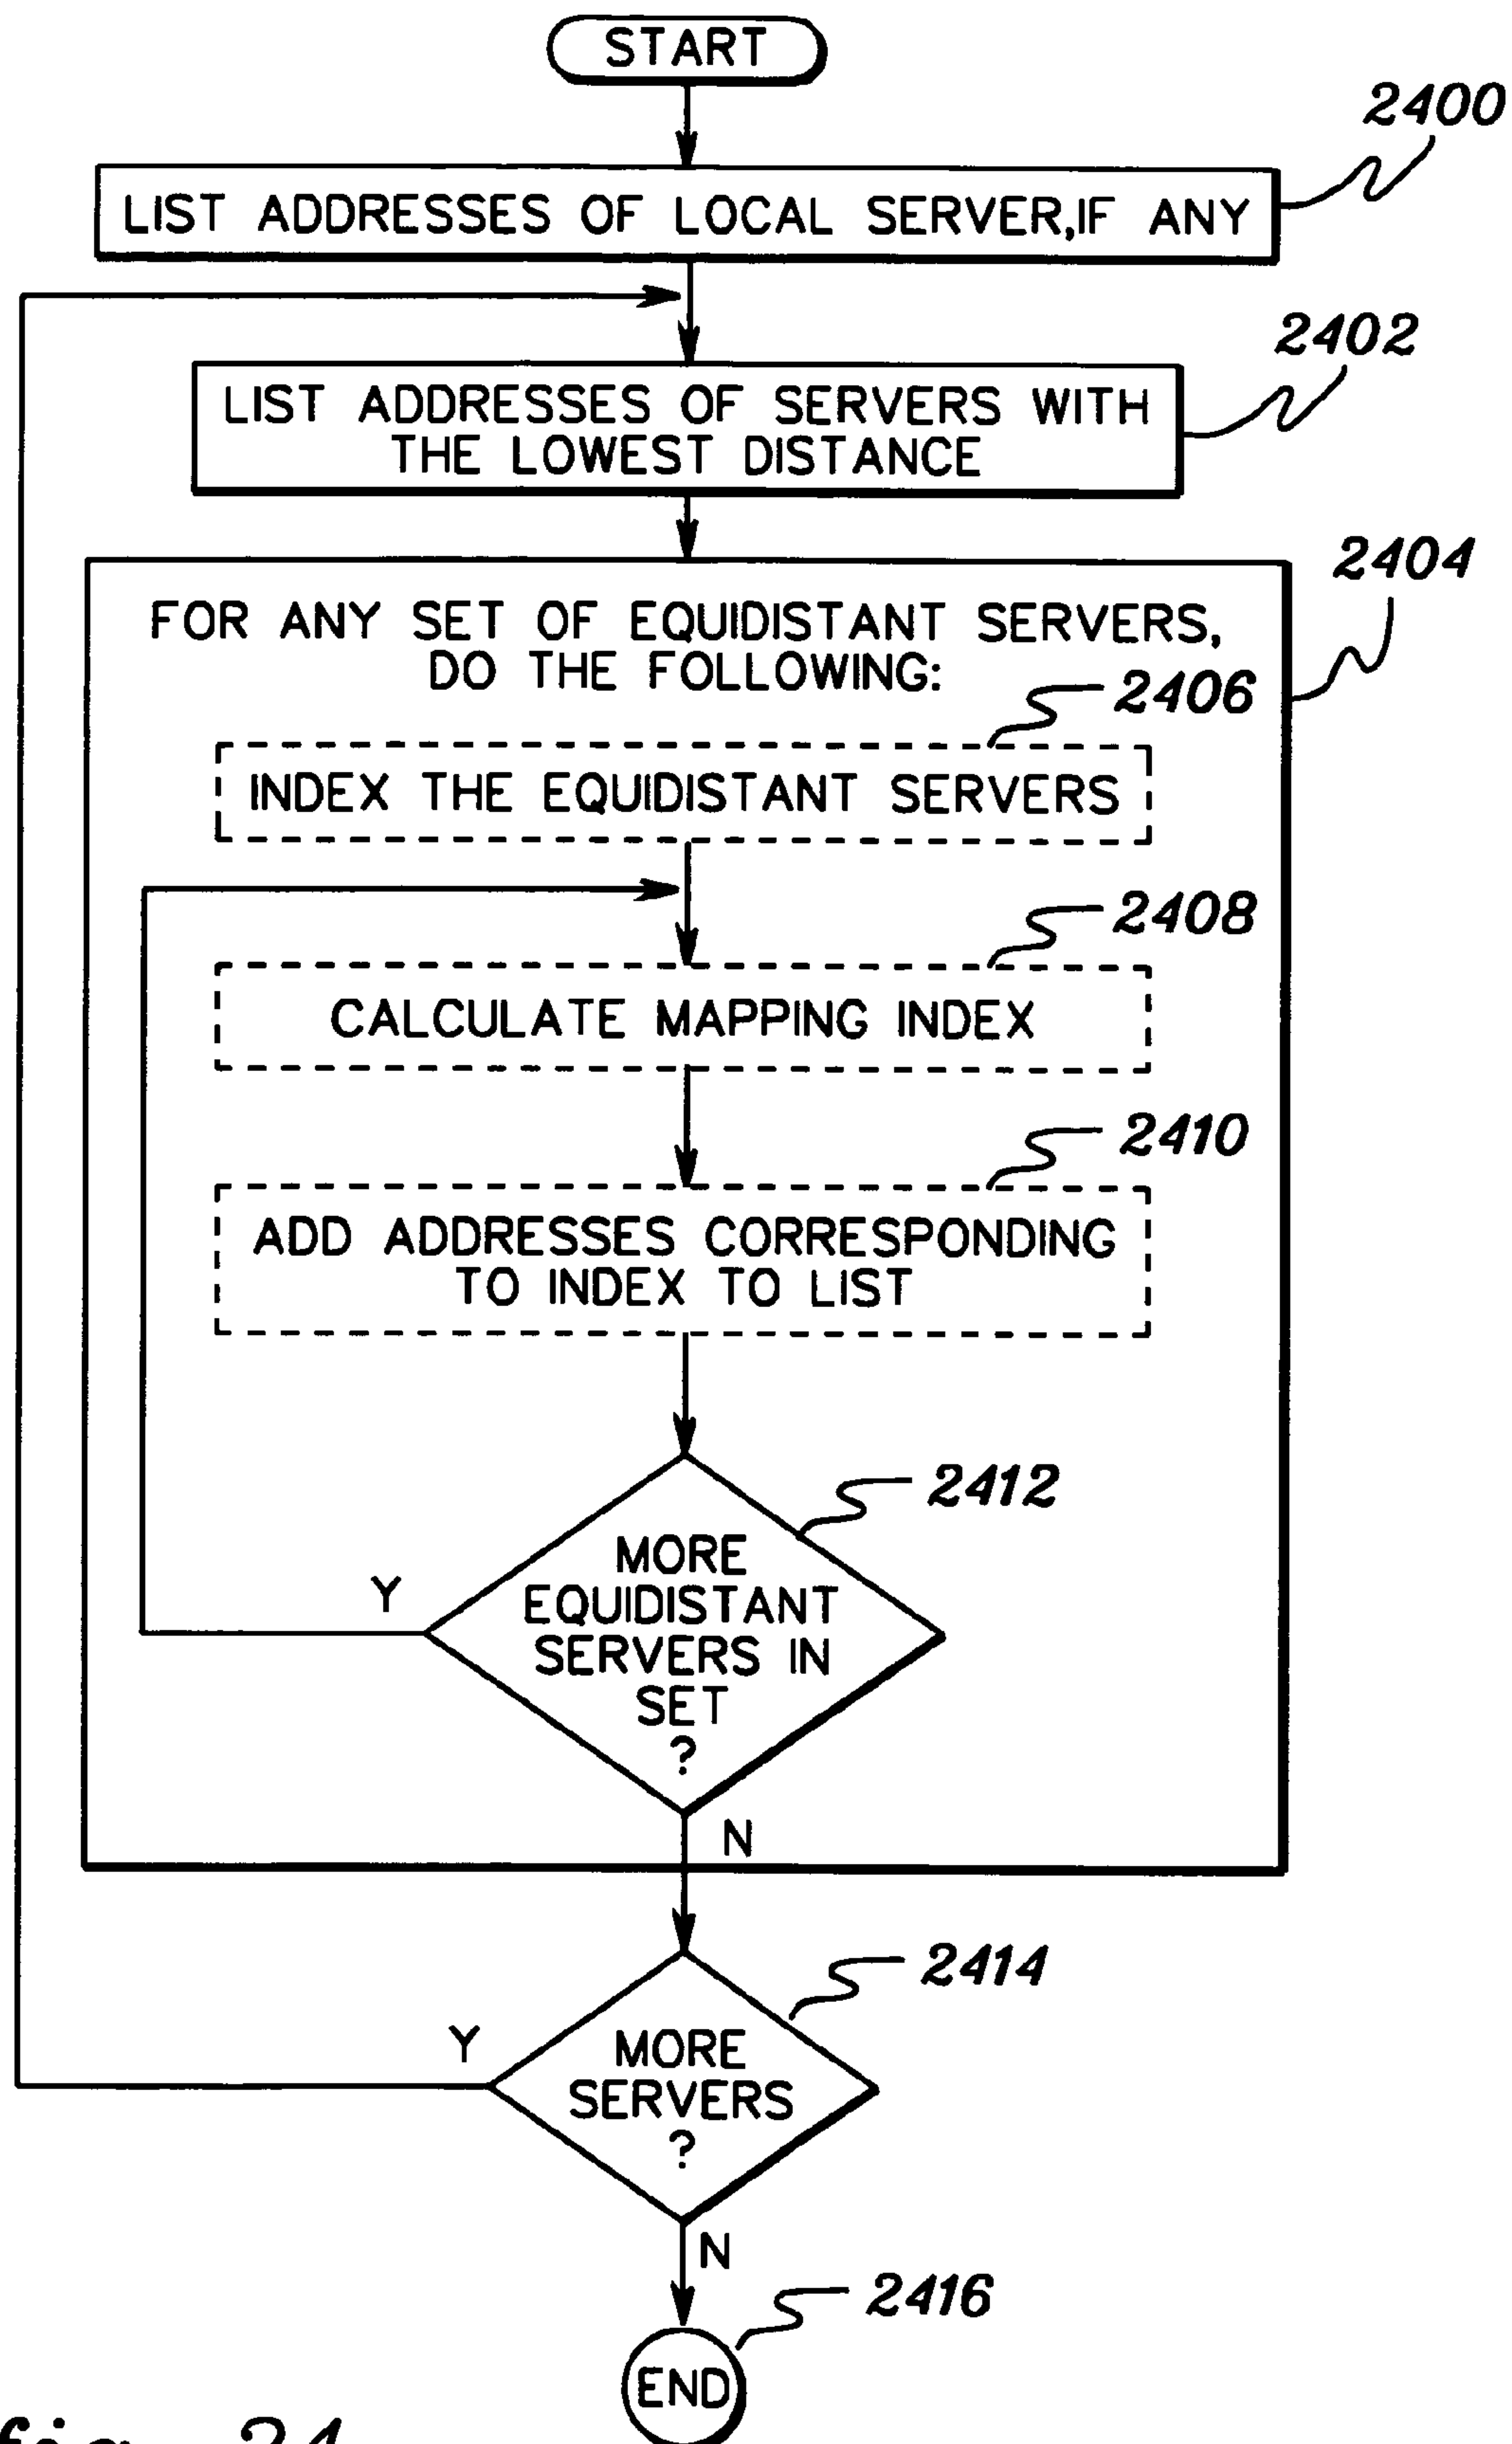 START
2400
LIST ADDRESSES OF LOCAL SERVER,IF ANY
2402
LIST ADDRESSES OF SERVERS WITH
THE LOWEST DISTANCE
2404
FOR ANY SET OF EQUIDISTANT SERVERS,
DO THE FOLLOWING:
2406
INDEX THE EQUIDISTANT SERVERS
2408
CALCULATE MAPPING INDEX
2410
ADD ADDRESSES CORRESPONDING
TO INDEX TO LIST
2412
MORE
EQUIDISTANT
SERVERS IN
SET
?
Y
N
2414
MORE
SERVERS
?
Y
N
2416
END
fig. 24